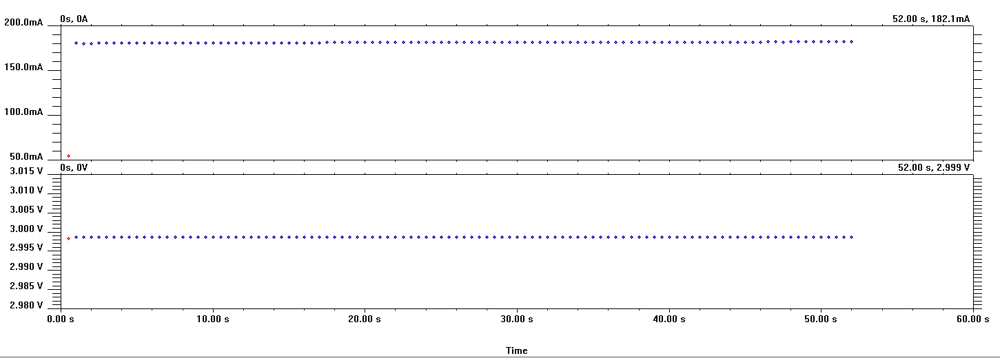 0s, 0A 52.00 s, 182.1mA
200.0mA
150.0mA
100.0mA
50.0mA
0s, 0V 52.00 s, 2.999 V
3.015 V
3.010 V
3.005 V
3.000 V
2.995 V
2.990 V
2.985 V
2.980 V
0.00 s 10.00 s 20.00 s 30.00 s 40.00 s 50.00 s 60.00 s
Time